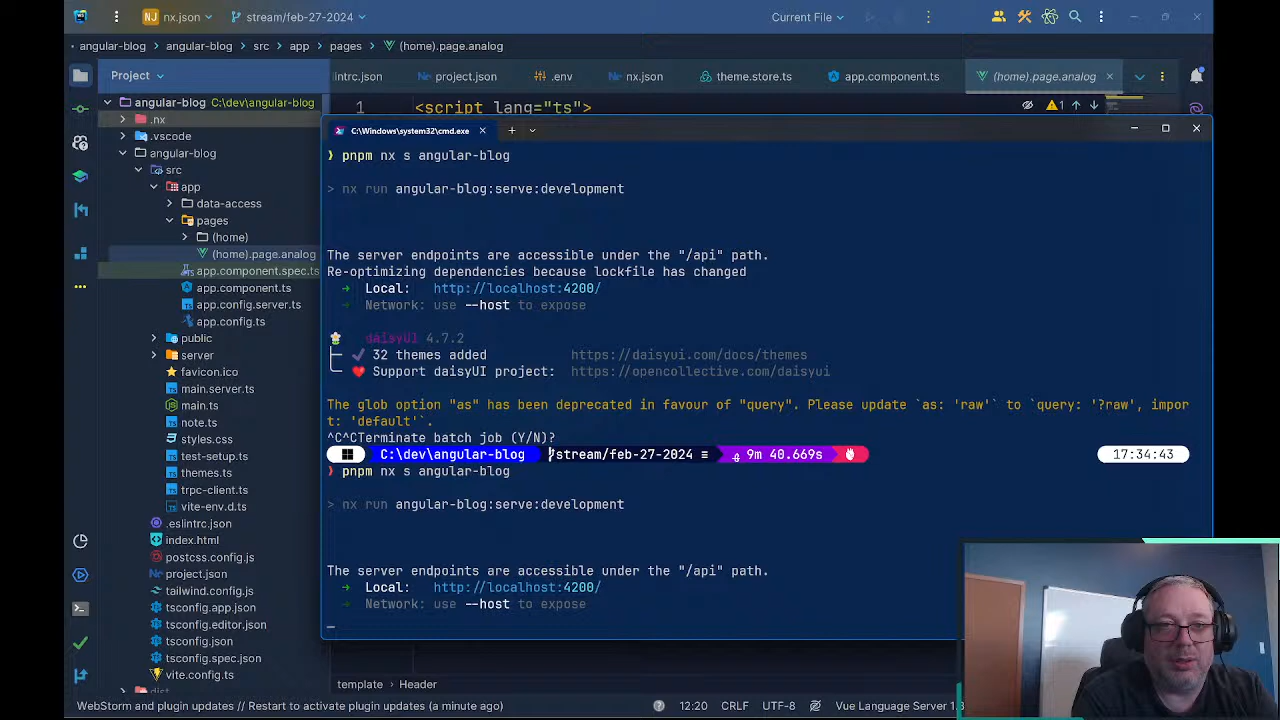 NJ nx.json stream/feb-27-2024 Current File
angular-blog angular-blog src app pages (home).page.analog
Project
lintrc.json project.json .env nx.json theme.store.ts app.component.ts (home).page.analog
angular-blog C:\dev\angular-blog
.nx
.vscode
angular-blog
src
app
data-access
pages
(home)
(home).page.analog
app.component.spec.ts
app.component.ts
app.config.server.ts
app.config.ts
public
server
favicon.ico
main.server.ts
main.ts
note.ts
styles.css
test-setup.ts
themes.ts
trpc-client.ts
vite-env.d.ts
.eslintrc.json
index.html
postcss.config.js
project.json
tailwind.config.js
tsconfig.app.json
tsconfig.editor.json
tsconfig.json
tsconfig.spec.json
vite.config.ts
dist
1 <script lang="ts">
1
C:\Windows\system32\cmd.exe
❯ pnpm nx s angular-blog
> nx run angular-blog:serve:development
The server endpoints are accessible under the "/api" path.
Re-optimizing dependencies because lockfile has changed
➜ Local: http://localhost:4200/
➜ Network: use --host to expose
daisyUI 4.7.2
├─ ✔ 32 themes added https://daisyui.com/docs/themes
╰─ ❤ Support daisyUI project: https://opencollective.com/daisyui
The glob option "as" has been deprecated in favour of "query". Please update `as: 'raw'` to `query: '?raw', impor
t: 'default'`.
^C^CTerminate batch job (Y/N)?
C:\dev\angular-blog stream/feb-27-2024 ≡ 9m 40.669s 17:34:43
❯ pnpm nx s angular-blog
> nx run angular-blog:serve:development
The server endpoints are accessible under the "/api" path.
➜ Local: http://localhost:4200/
➜ Network: use --host to expose
template Header
WebStorm and plugin updates // Restart to activate plugin updates (a minute ago) 12:20 CRLF UTF-8 Vue Language Server